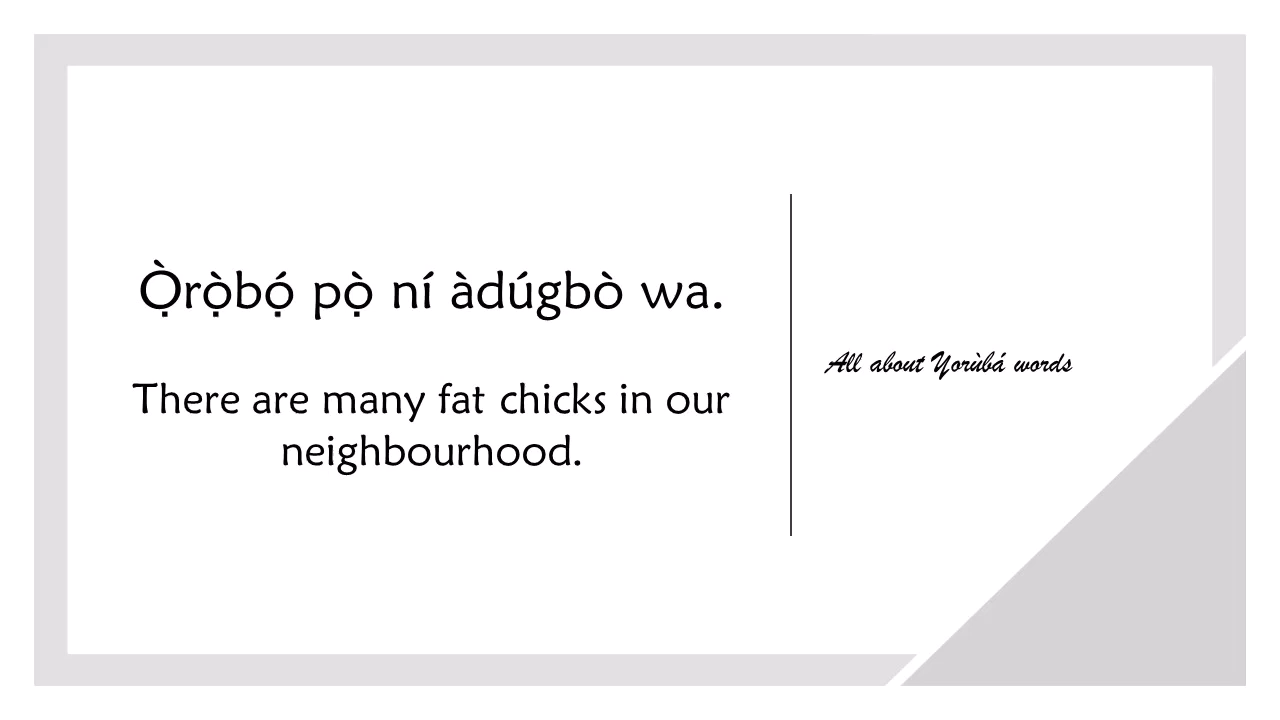 Ọ̀rọ̀bọ́ pọ̀ ní àdúgbò wa.
There are many fat chicks in our
neighbourhood.
All about Yorùbá words